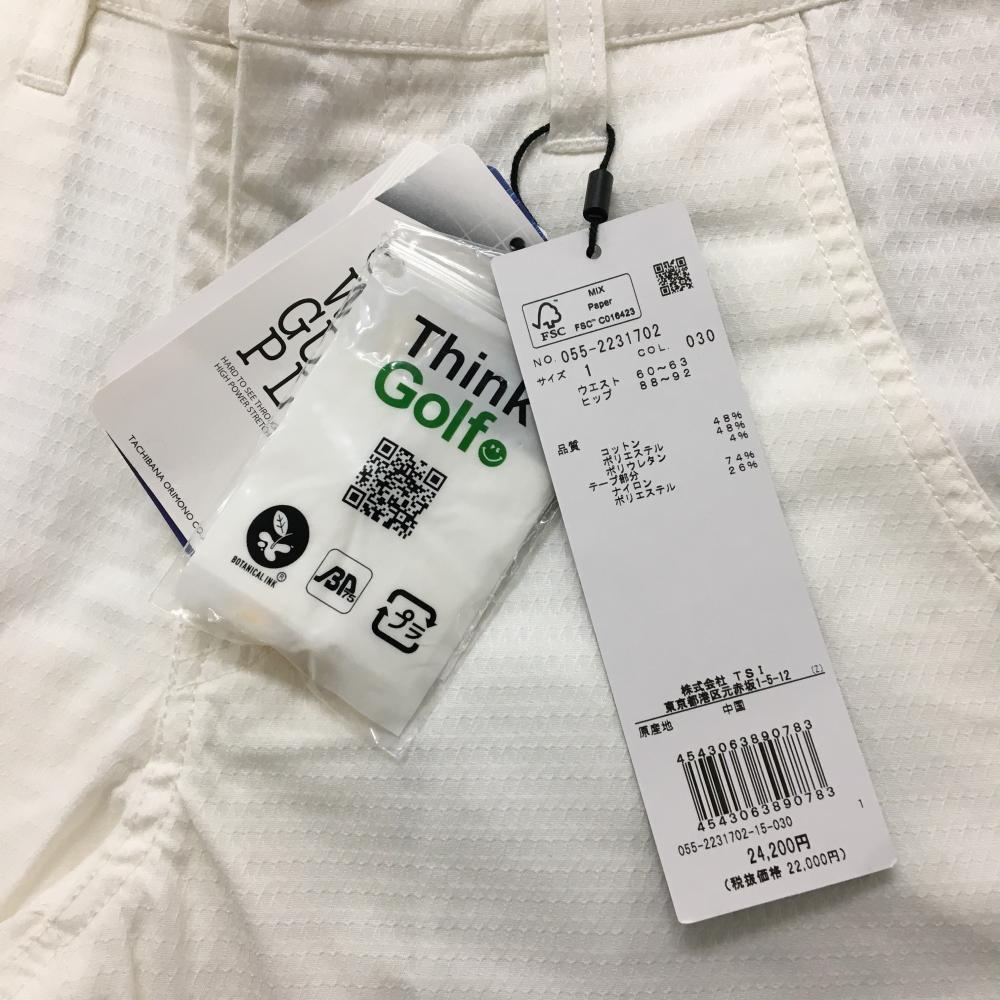 HARD TO SEE THROUGH
HIGH POWER STRETCH
TACHIBANA ORIMONO CO.
Think
Golf
BOTANICAL INK®
75
プラ
MIX
Paper
FSC™ C016423
FSC
NO. 055-2231702
COL. 030
サイズ 1
ウエスト 60~63
ヒップ 88~92
品質
コットン 48%
ポリエステル 48%
ポリウレタン 4%
テープ部分
ナイロン 74%
ポリエステル 26%
株式会社 TSI
東京都港区元赤坂1-5-12 (Z)
原産地 中国
4543063890783
4543063890783
055-2231702-15-030 1
24,200円
(税抜価格 22,000円)